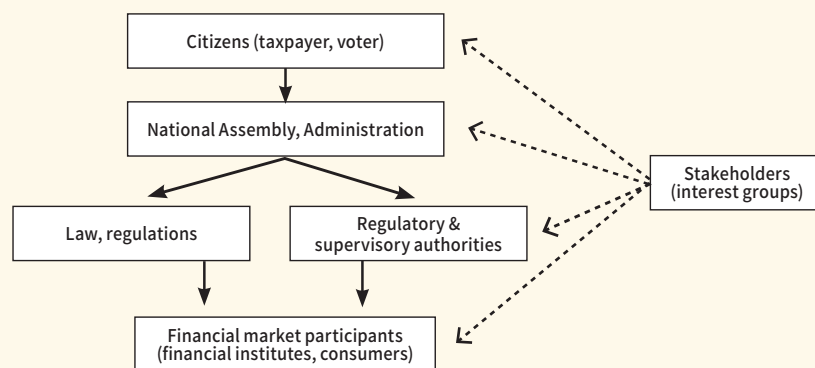 Citizens (taxpayer, voter)
National Assembly, Administration
Stakeholders
(interest groups)
Law, regulations
Regulatory &
supervisory authorities
Financial market participants
(financial institutes, consumers)